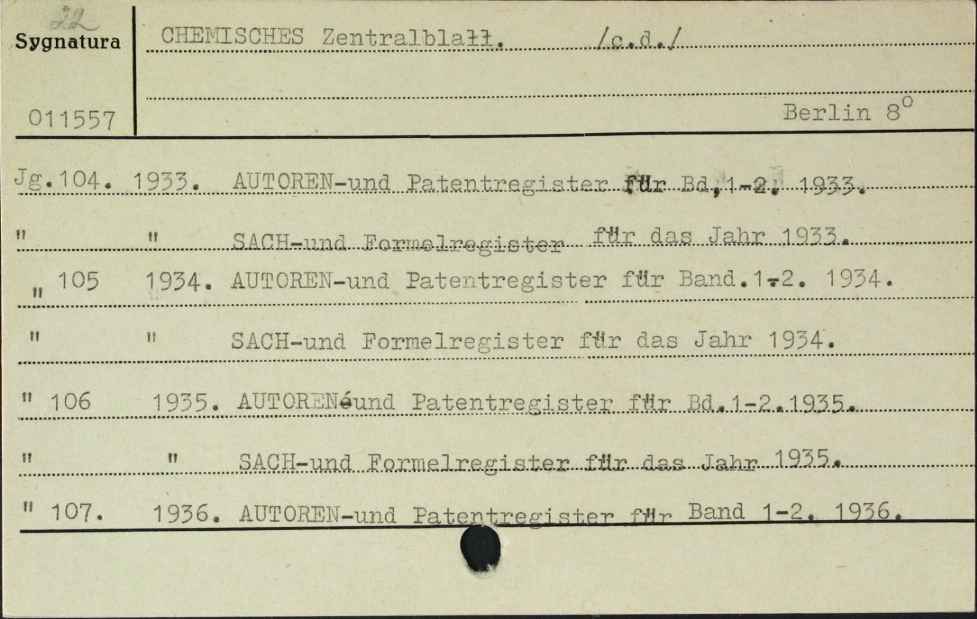 22
Sygnatura
CHEMISCHES Zentralblatt. /c.d./
011557
Berlin 8°
Jg.104. 1933. AUTOREN-und Patentregister für Bd,1-2. 1933.
" " SACH-und Formelregister für das Jahr 1933.
" 105 1934. AUTOREN-und Patentregister für Band.1-2. 1934.
" " SACH-und Formelregister für das Jahr 1934.
" 106 1935. AUTORENéund Patentregister für Bd.1-2.1935.
" " SACH-und Formelregister für das Jahr 1935.
" 107. 1936. AUTOREN-und Patentregister für Band 1-2. 1936.